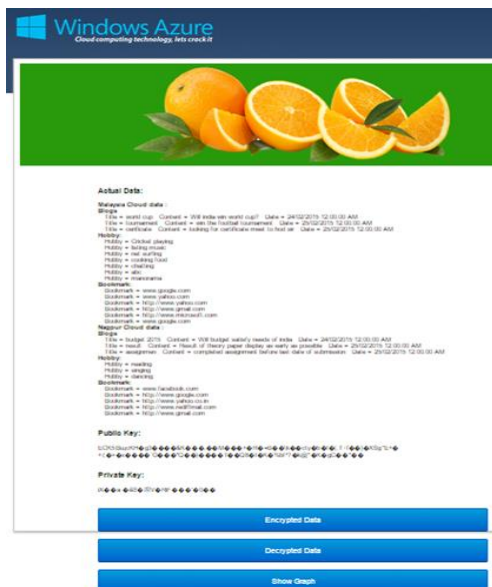 Windows Azure
Cloud computing technology, lets crack it
Actual Data:
Malaysia Cloud data :
Blogs
Title = world cup Content = Will india win world cup? Date = 24/02/2015 12:00:00 AM
Title = tournament Content = win the football tournament Date = 25/02/2015 12:00:00 AM
Title = certificate Content = looking for certificate meet to host on Date = 25/02/2015 12:00:00 AM
Hobby:
Hobby = Cricket playing
Hobby = listing music
Hobby = net surfing
Hobby = cooking food
Hobby = chatting
Hobby = abc
Hobby = manorama
Bookmark:
Bookmark = www.google.com
Bookmark = www.yahoo.com
Bookmark = http://www.yahoo.com
Bookmark = http://www.gmail.com
Bookmark = http://www.microsoft.com
Bookmark = www.google.com
Nagpur Cloud data :
Blogs
Title = budget 2015 Content = Will budget satisfy needs of india Date = 24/02/2015 12:00:00 AM
Title = result Content = Result of theory paper display as early as possible Date = 25/02/2015 12:00:00 AM
Title = assignmen Content = completed assignment before last date of submission Date = 25/02/2015 12:00:00 AM
Hobby:
Hobby = reading
Hobby = singing
Hobby = dancing
Bookmark:
Bookmark = www.facebook.com
Bookmark = http://www.google.com
Bookmark = http://www.yahoo.co.in
Bookmark = http://www.rediffmail.com
Bookmark = http://www.gmail.com
Public Key:
Private Key:
Encrypted Data
Decrypted Data
Show Graph